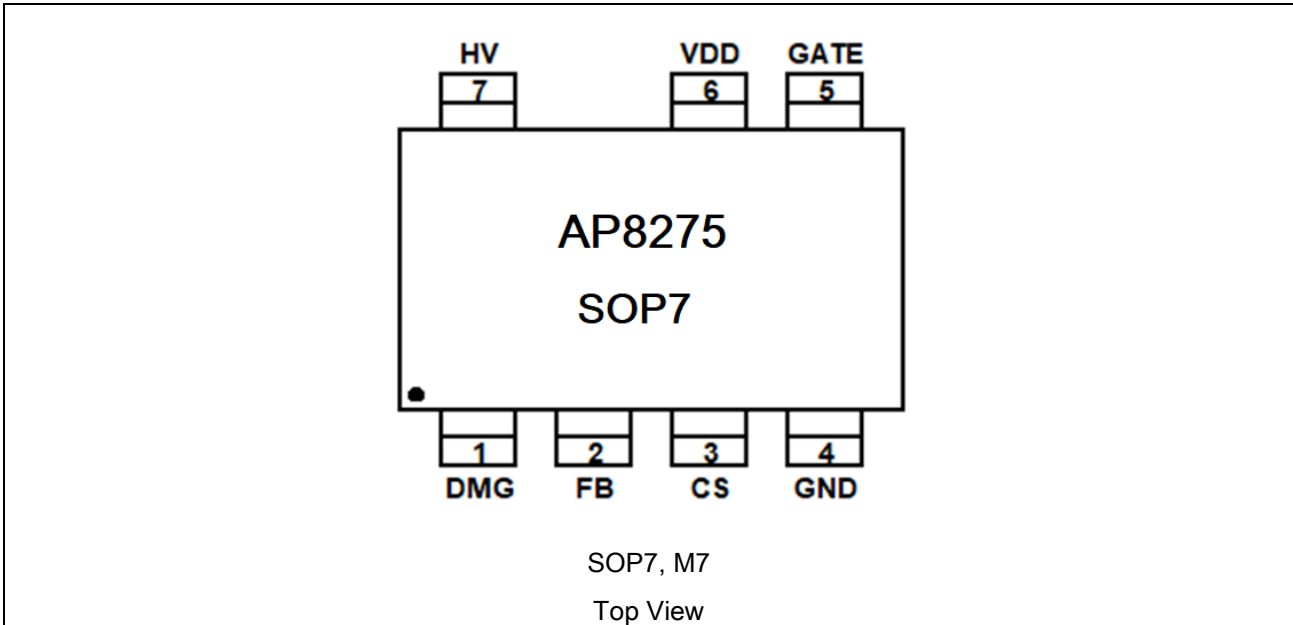 HV VDD GATE
7 6 5
AP8275
SOP7
1 2 3 4
DMG FB CS GND
SOP7, M7
Top View